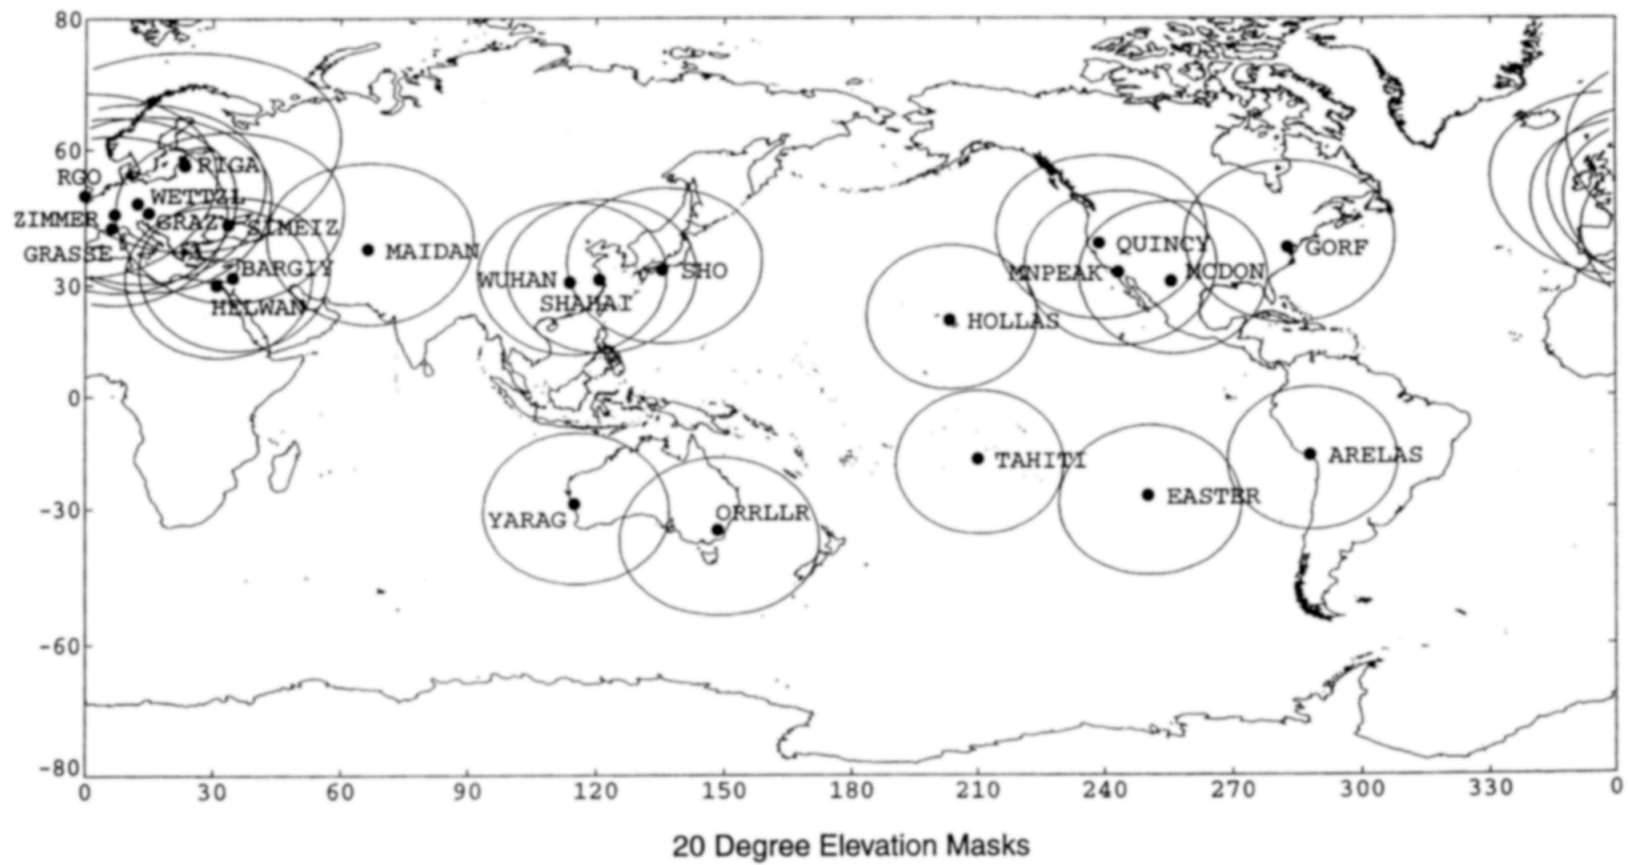 80
60
RGO
RIGA
WETTZL
ZIMMER
GRAZ
SIMEIZ
GRASSE
MAIDAN
BARGIY
HELWAN
30
WUHAN
SHAHAI
SHO
QUINCY
GORF
MNPEAK
MCDON
HOLLAS
0
TAHITI
ARELAS
EASTER
-30
YARAG
ORRLLR
-60
-80
0 30 60 90 120 150 180 210 240 270 300 330 0
20 Degree Elevation Masks